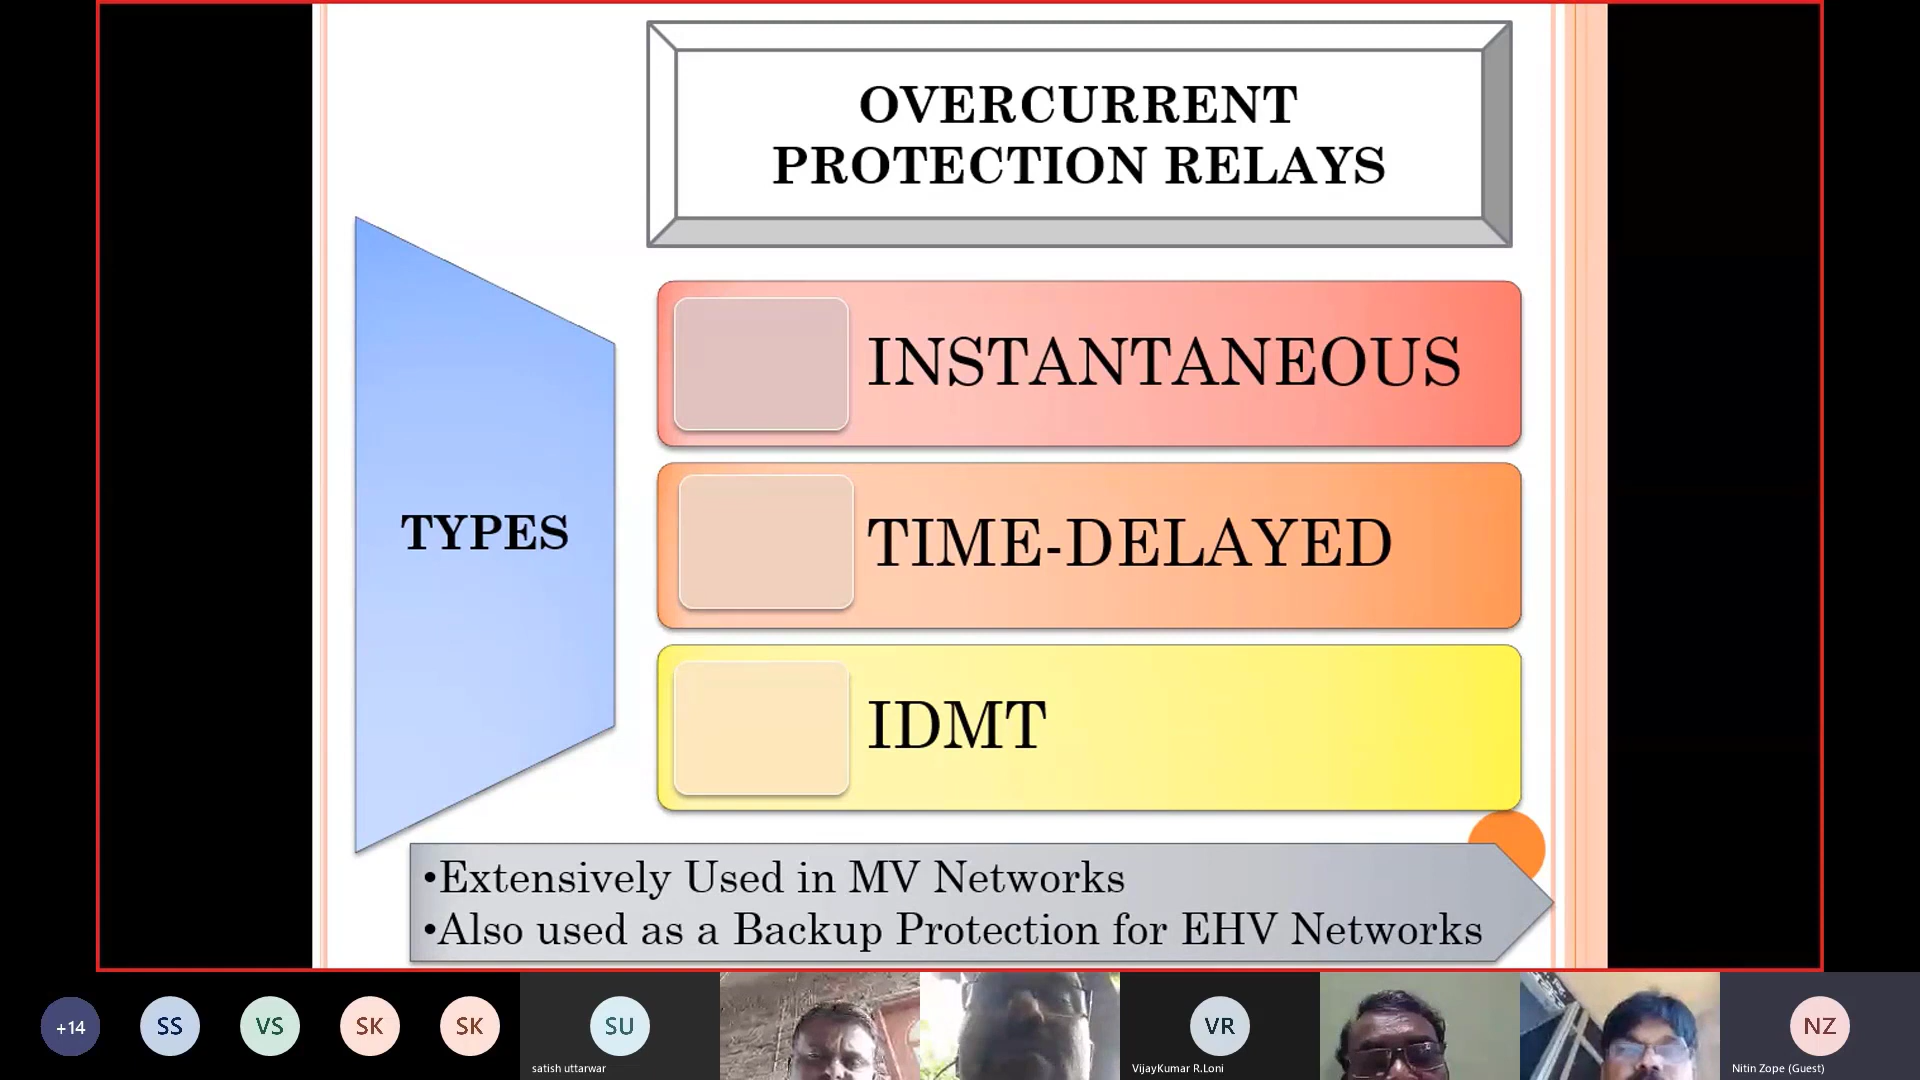 OVERCURRENT
PROTECTION RELAYS
TYPES
INSTANTANEOUS
TIME-DELAYED
IDMT
•Extensively Used in MV Networks
•Also used as a Backup Protection for EHV Networks
+14
SS
VS
SK
SK
SU
satish uttarwar
VR
VijayKumar R.Loni
NZ
Nitin Zope (Guest)